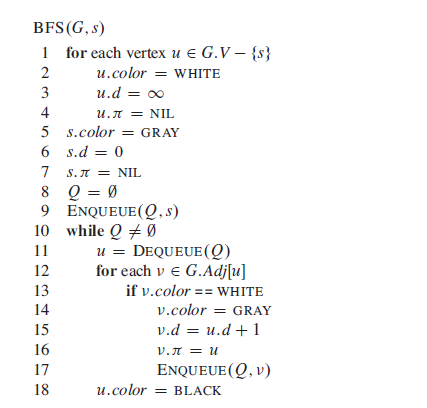 BFS(G, s)
1 for each vertex u ∈ G.V − {s}
2 u.color = WHITE
3 u.d = ∞
4 u.π = NIL
5 s.color = GRAY
6 s.d = 0
7 s.π = NIL
8 Q = Ø
9 ENQUEUE(Q, s)
10 while Q ≠ Ø
11 u = DEQUEUE(Q)
12 for each v ∈ G.Adj[u]
13 if v.color == WHITE
14 v.color = GRAY
15 v.d = u.d + 1
16 v.π = u
17 ENQUEUE(Q, v)
18 u.color = BLACK